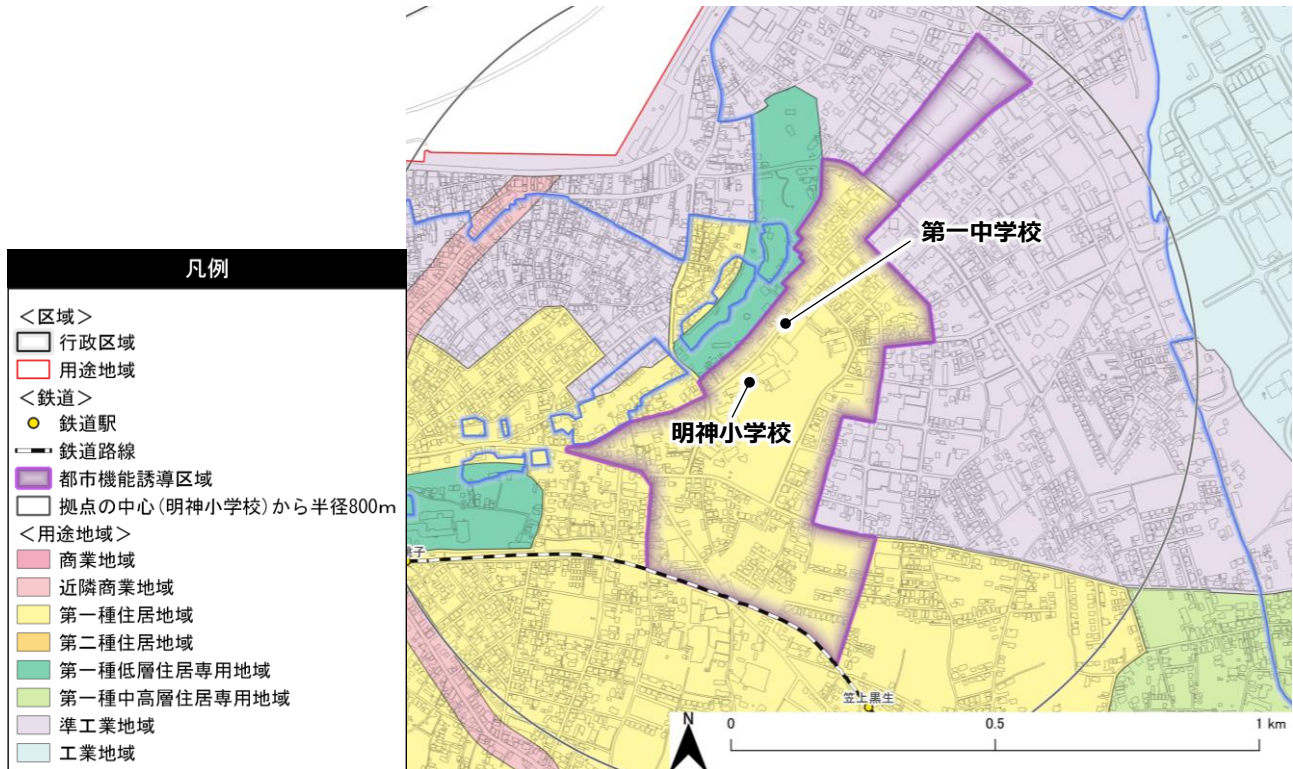 凡例
<区域>
行政区域
用途地域
<鉄道>
鉄道駅
鉄道路線
都市機能誘導区域
拠点の中心(明神小学校)から半径800m
<用途地域>
商業地域
近隣商業地域
第一種住居地域
第二種住居地域
第一種低層住居専用地域
第一種中高層住居専用地域
準工業地域
工業地域
第一中学校
明神小学校
子
笠上黒生
N
0
0.5
1 km